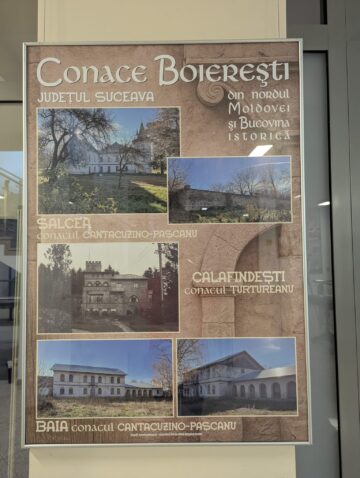 Conace Boierești
JUDEȚUL SUCEAVA
din nordul
Moldovei
și Bucovina
istorică
SALCEA
conacul CANTACUZINO-PAȘCANU
CALAFINDEȘTI
conacul TURTUREANU
BAIA conacul CANTACUZINO-PAȘCANU